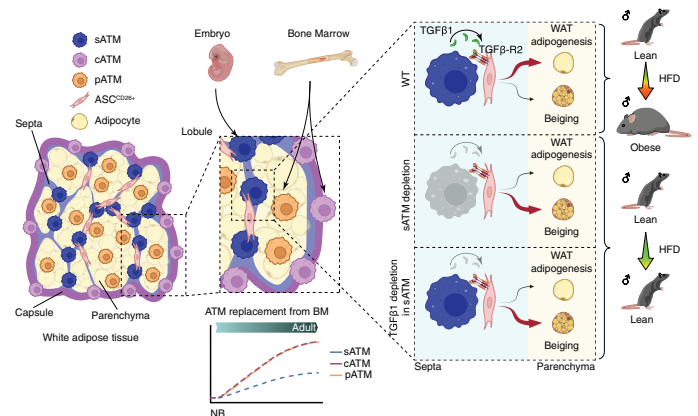 sATM
cATM
pATM
ASCCD26+
Adipocyte
Septa
Capsule
Parenchyma
White adipose tissue
Embryo
Bone Marrow
Lobule
ATM replacement from BM
Adult
sATM
cATM
pATM
NB
WT
TGFβ1
TGFβ-R2
WAT
adipogenesis
Beiging
sATM depletion
WAT
adipogenesis
Beiging
TGFβ1 depletion
in sATM
WAT
adipogenesis
Beiging
Septa
Parenchyma
♂
Lean
HFD
♂
Obese
♂
Lean
HFD
♂
Lean